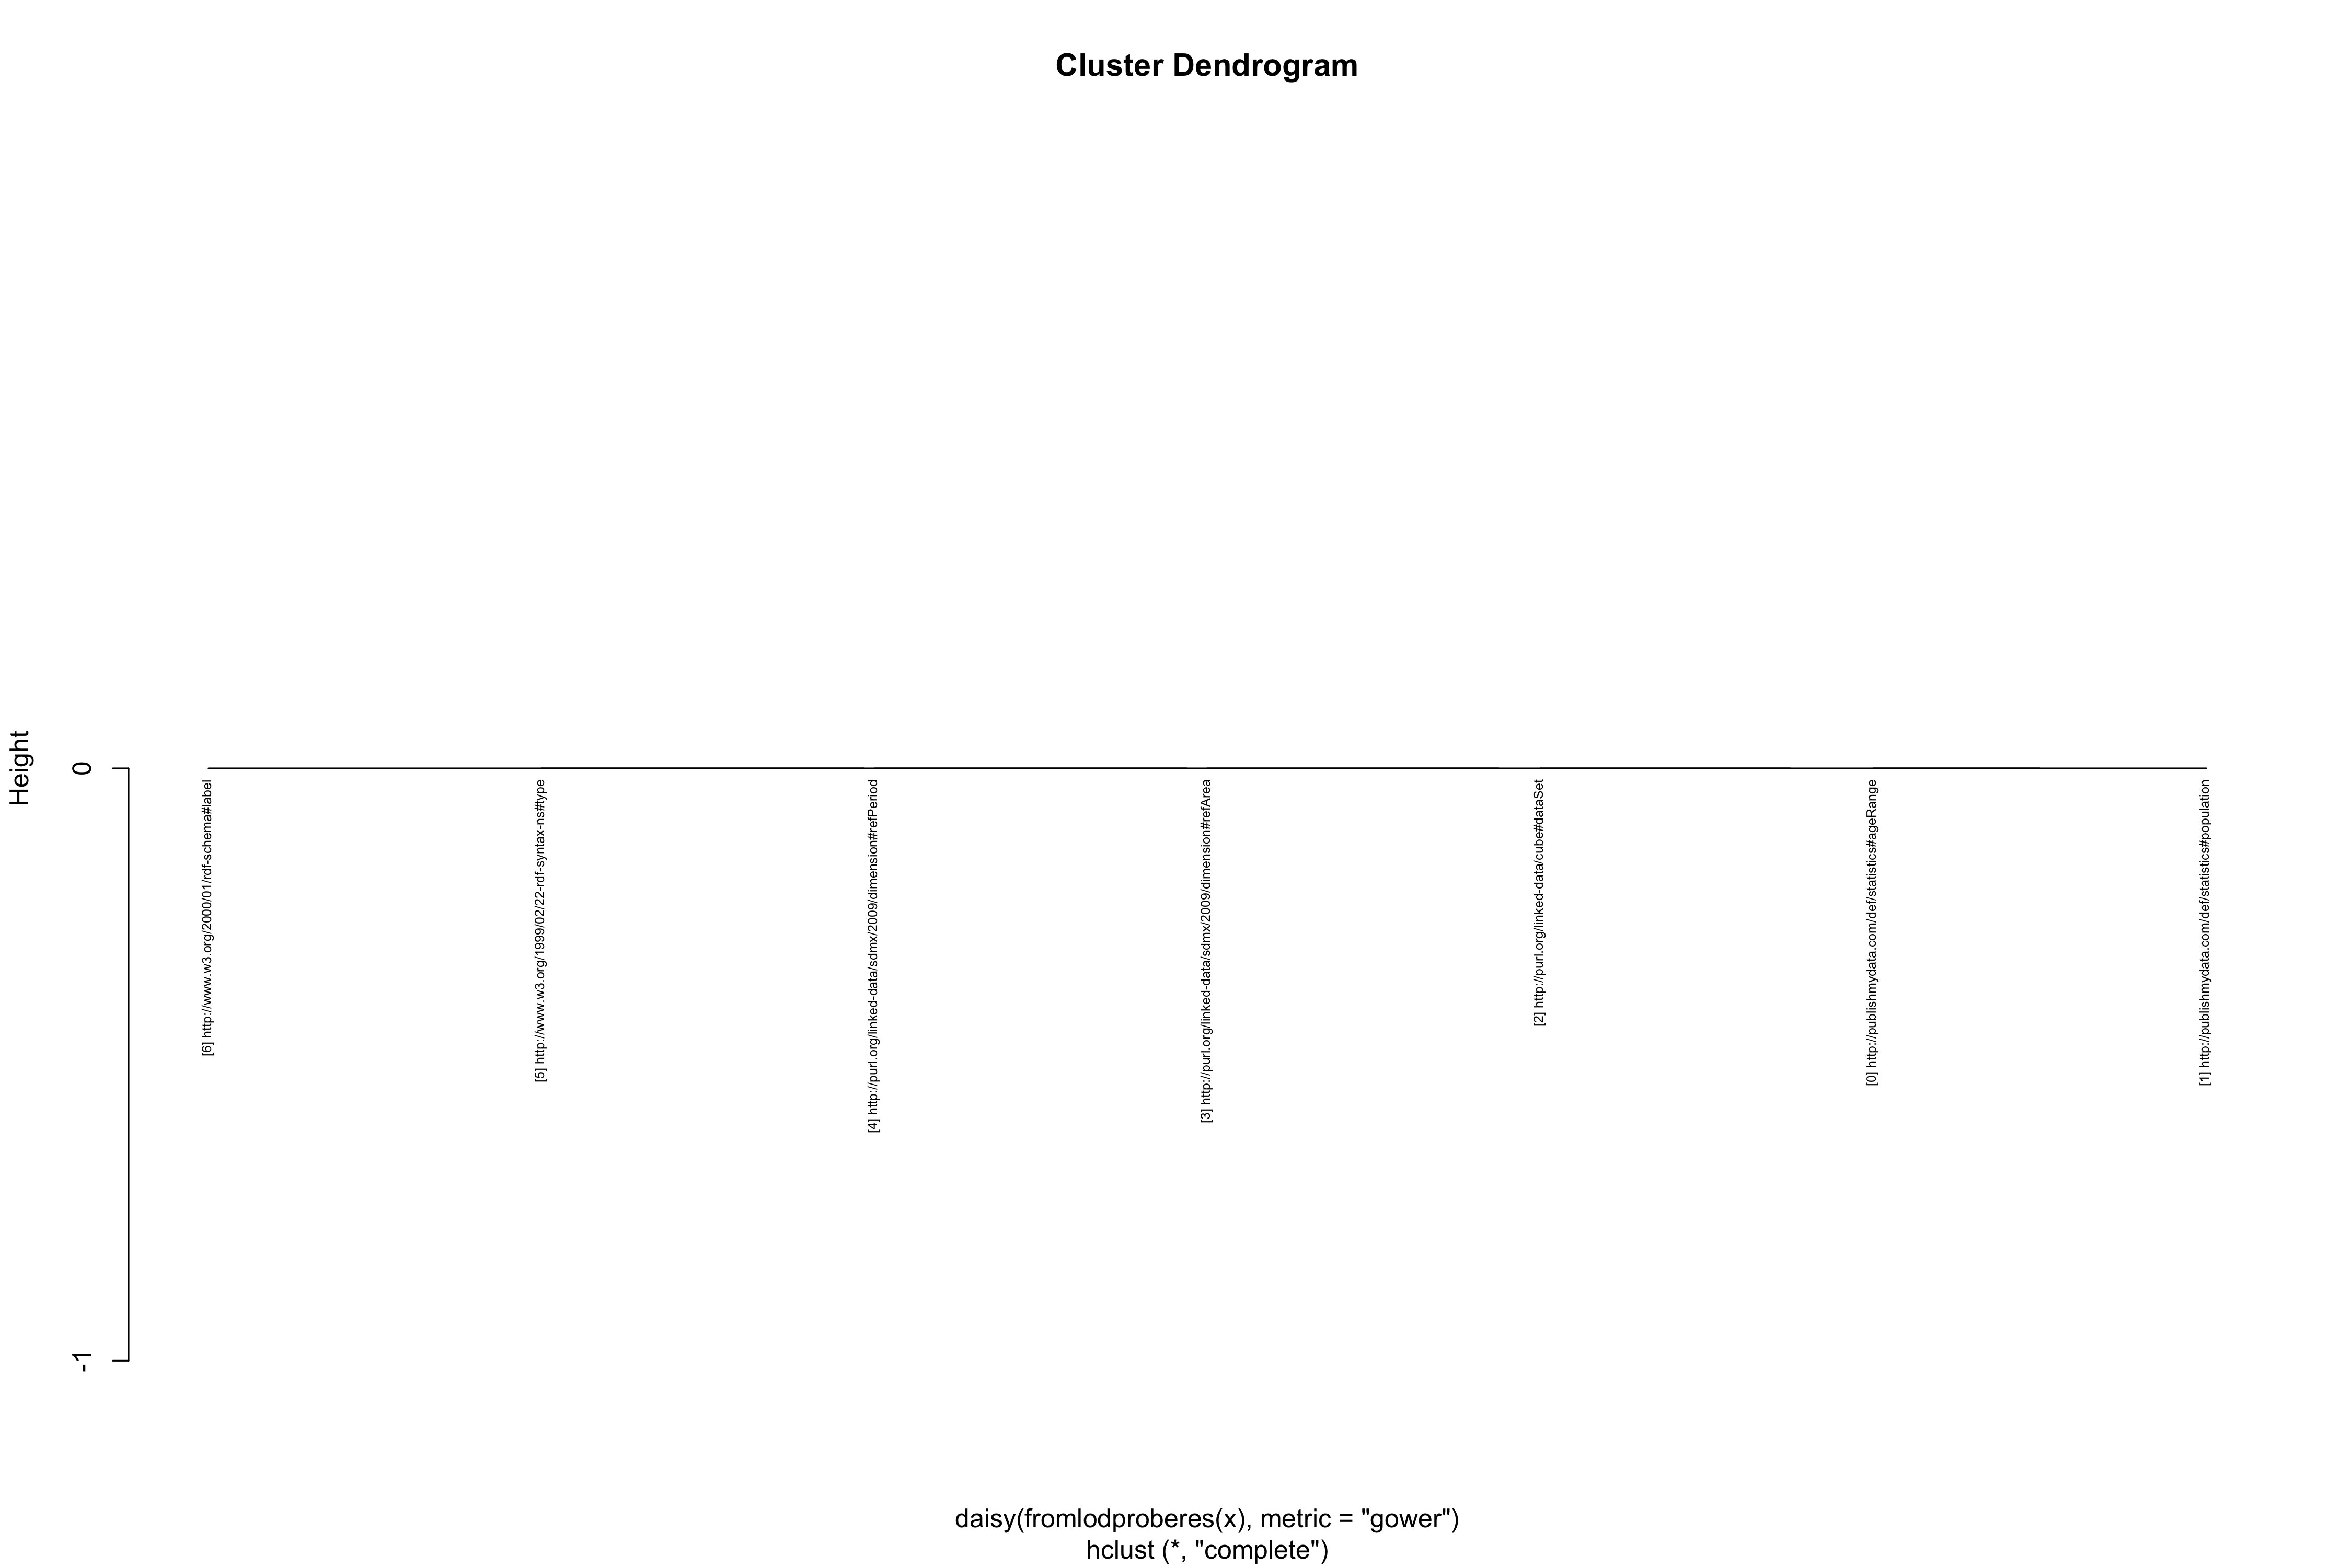 Cluster Dendrogram
Height
0
-1
[6] http://www.w3.org/2000/01/rdf-schema#label
[5] http://www.w3.org/1999/02/22-rdf-syntax-ns#type
[4] http://purl.org/linked-data/sdmx/2009/dimension#refPeriod
[3] http://purl.org/linked-data/sdmx/2009/dimension#refArea
[2] http://purl.org/linked-data/cube#dataSet
[0] http://publishmydata.com/def/statistics#ageRange
[1] http://publishmydata.com/def/statistics#population
daisy(fromlodproberes(x), metric = "gower")
hclust (*, "complete")